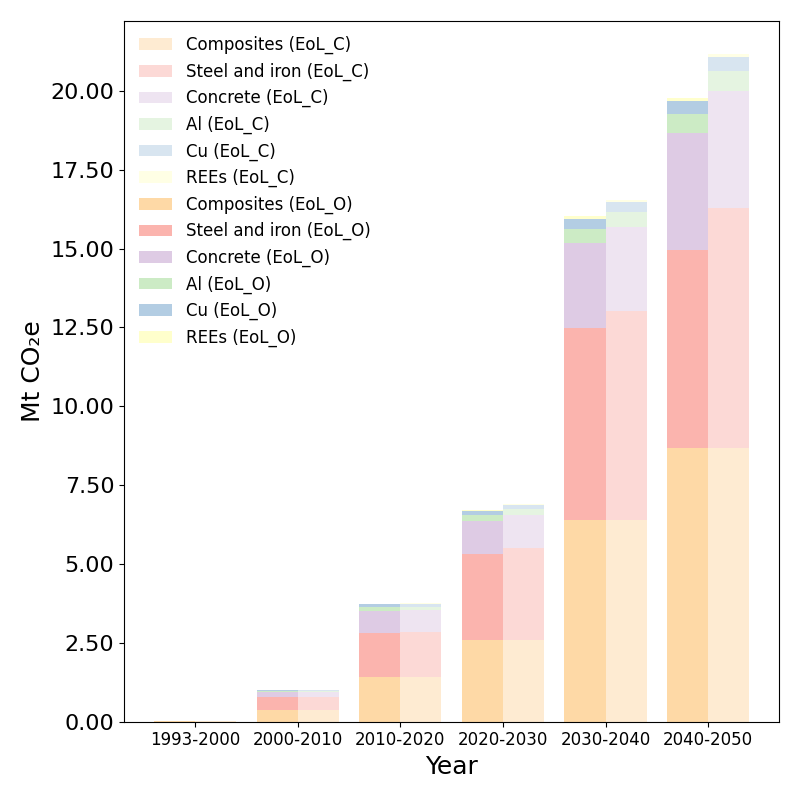 Composites (EoL_C)
Steel and iron (EoL_C)
Concrete (EoL_C)
Al (EoL_C)
Cu (EoL_C)
REEs (EoL_C)
Composites (EoL_O)
Steel and iron (EoL_O)
Concrete (EoL_O)
Al (EoL_O)
Cu (EoL_O)
REEs (EoL_O)
Mt CO₂e
20.00
17.50
15.00
12.50
10.00
7.50
5.00
2.50
0.00
1993-2000 2000-2010 2010-2020 2020-2030 2030-2040 2040-2050
Year